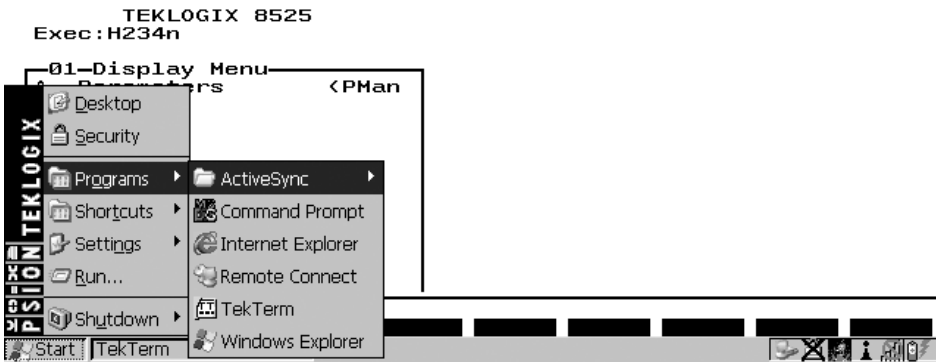 TEKLOGIX 8525
Exec:H234n
01 Display Menu
Parameters <PMan
Desktop
Security
Programs
Shortcuts
Settings
Run...
Shutdown
ActiveSync
Command Prompt
Internet Explorer
Remote Connect
TekTerm
Windows Explorer
PSION TEKLOGIX
Start
TekTerm